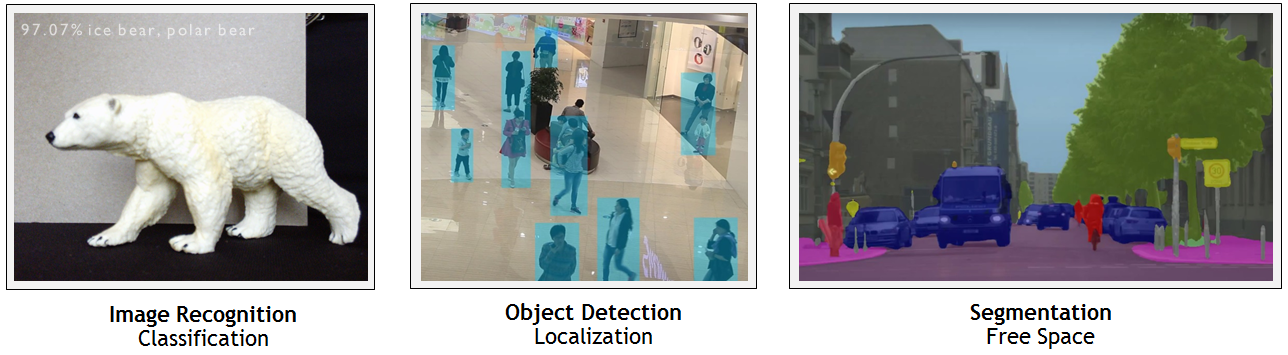 97.07% ice bear, polar bear
Image Recognition
Classification
Object Detection
Localization
Segmentation
Free Space